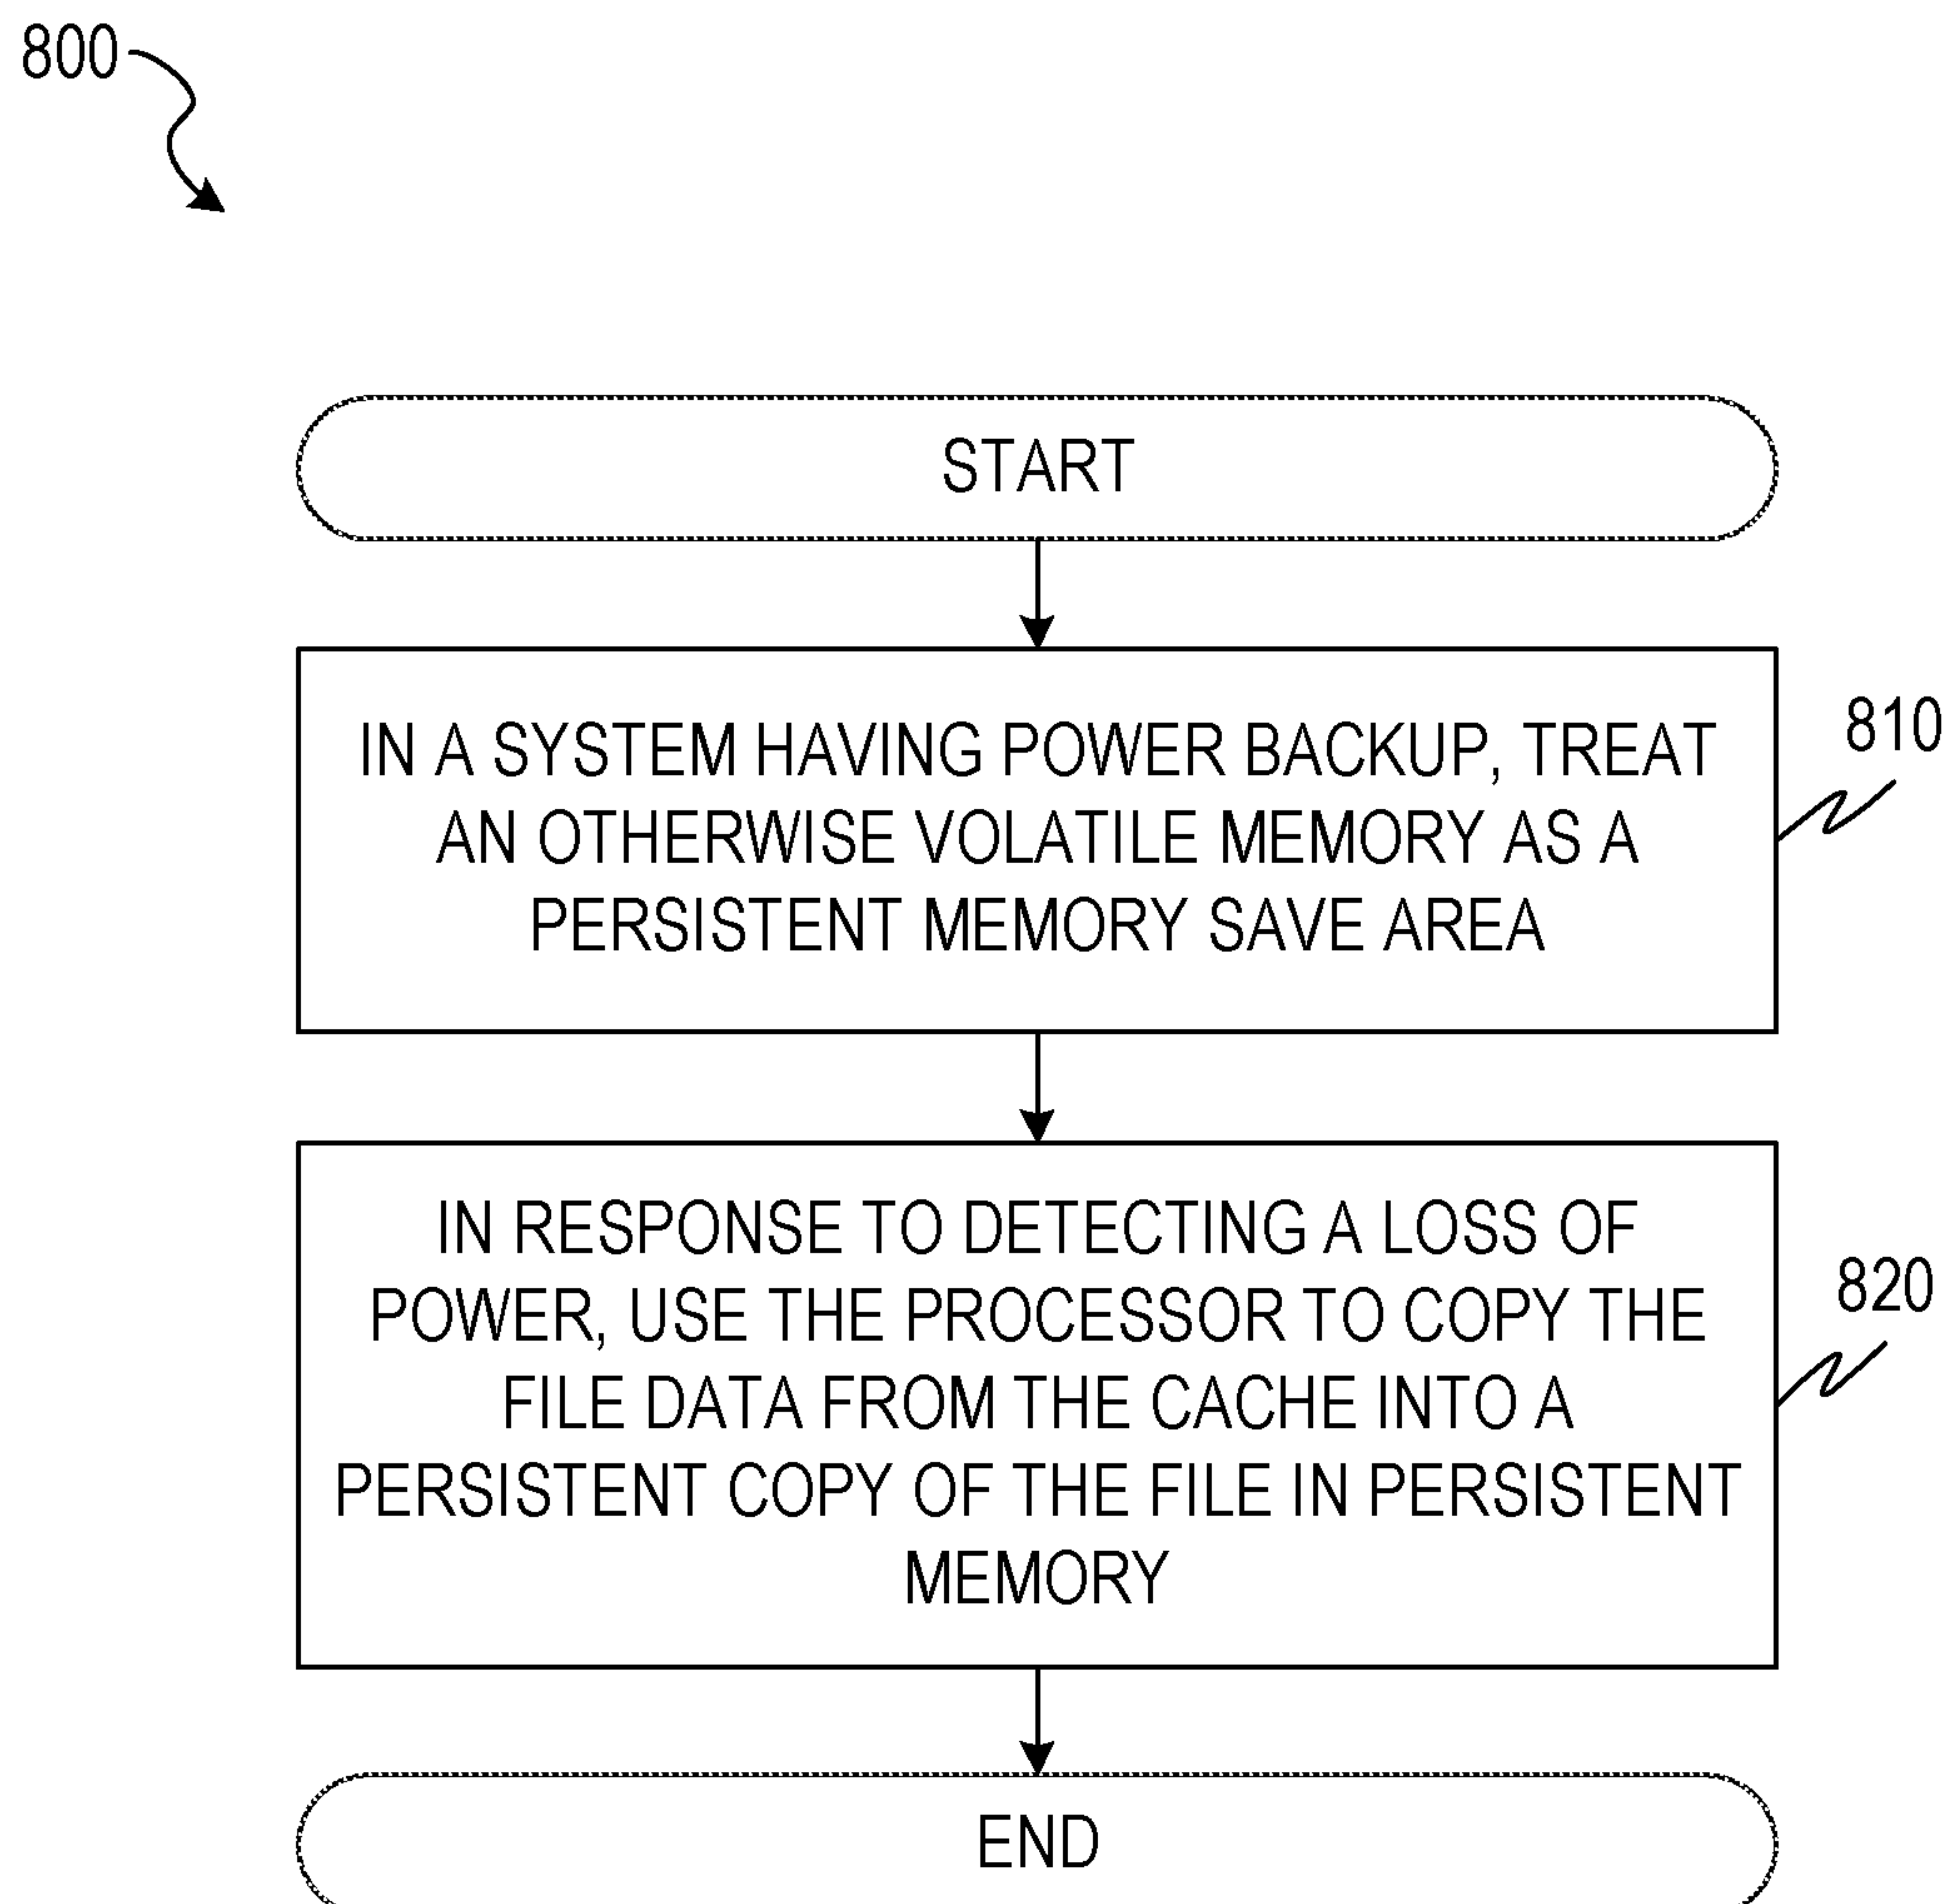 800
START
IN A SYSTEM HAVING POWER BACKUP, TREAT
AN OTHERWISE VOLATILE MEMORY AS A
PERSISTENT MEMORY SAVE AREA
810
IN RESPONSE TO DETECTING A LOSS OF
POWER, USE THE PROCESSOR TO COPY THE
FILE DATA FROM THE CACHE INTO A
PERSISTENT COPY OF THE FILE IN PERSISTENT
MEMORY
820
END